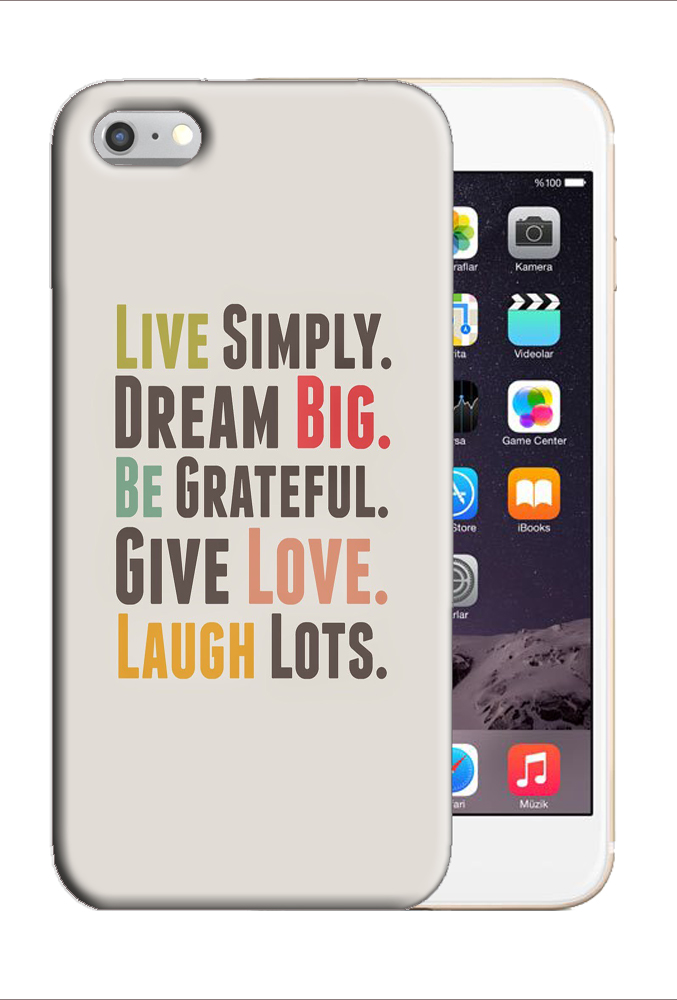 LIVE SIMPLY.
DREAM BIG.
BE GRATEFUL.
GIVE LOVE.
LAUGH LOTS.
%100
raflar
Kamera
ita
Videolar
rsa
Game Center
Store
iBooks
rlar
fari
Müzik